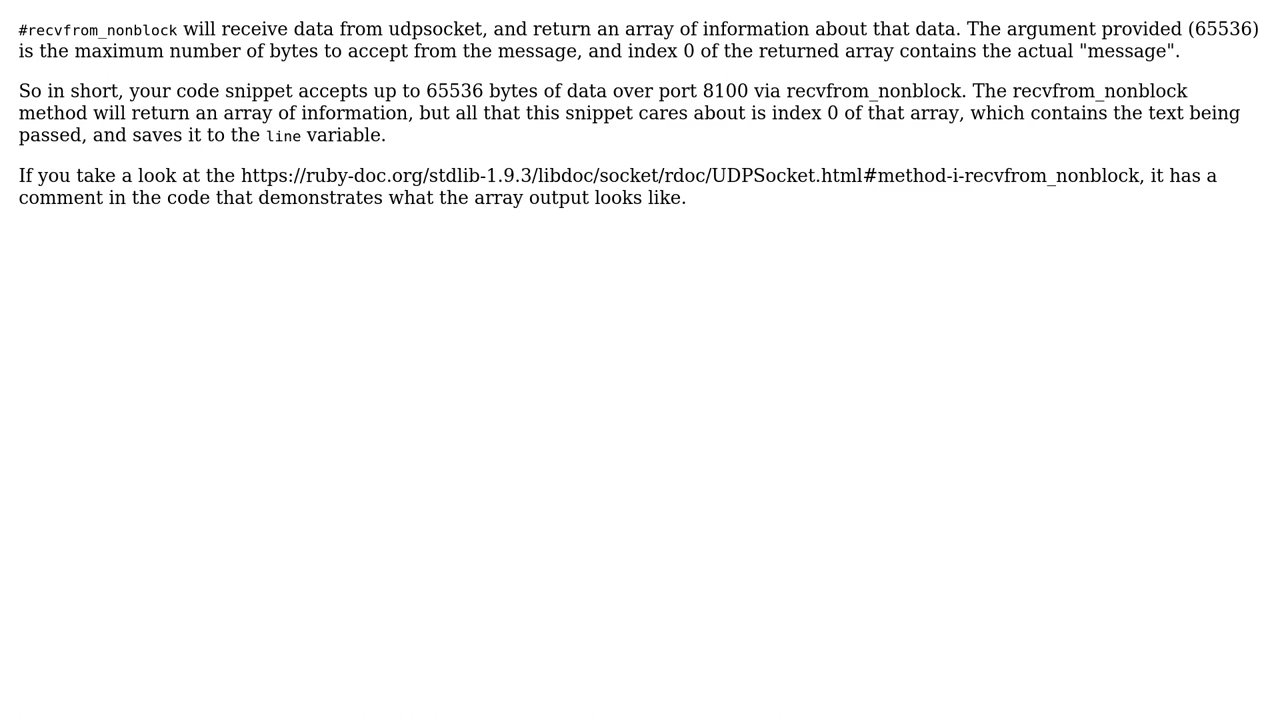 #recvfrom_nonblock will receive data from udpsocket, and return an array of information about that data. The argument provided (65536)
is the maximum number of bytes to accept from the message, and index 0 of the returned array contains the actual "message".
So in short, your code snippet accepts up to 65536 bytes of data over port 8100 via recvfrom_nonblock. The recvfrom_nonblock
method will return an array of information, but all that this snippet cares about is index 0 of that array, which contains the text being
passed, and saves it to the line variable.
If you take a look at the https://ruby-doc.org/stdlib-1.9.3/libdoc/socket/rdoc/UDPSocket.html#method-i-recvfrom_nonblock, it has a
comment in the code that demonstrates what the array output looks like.